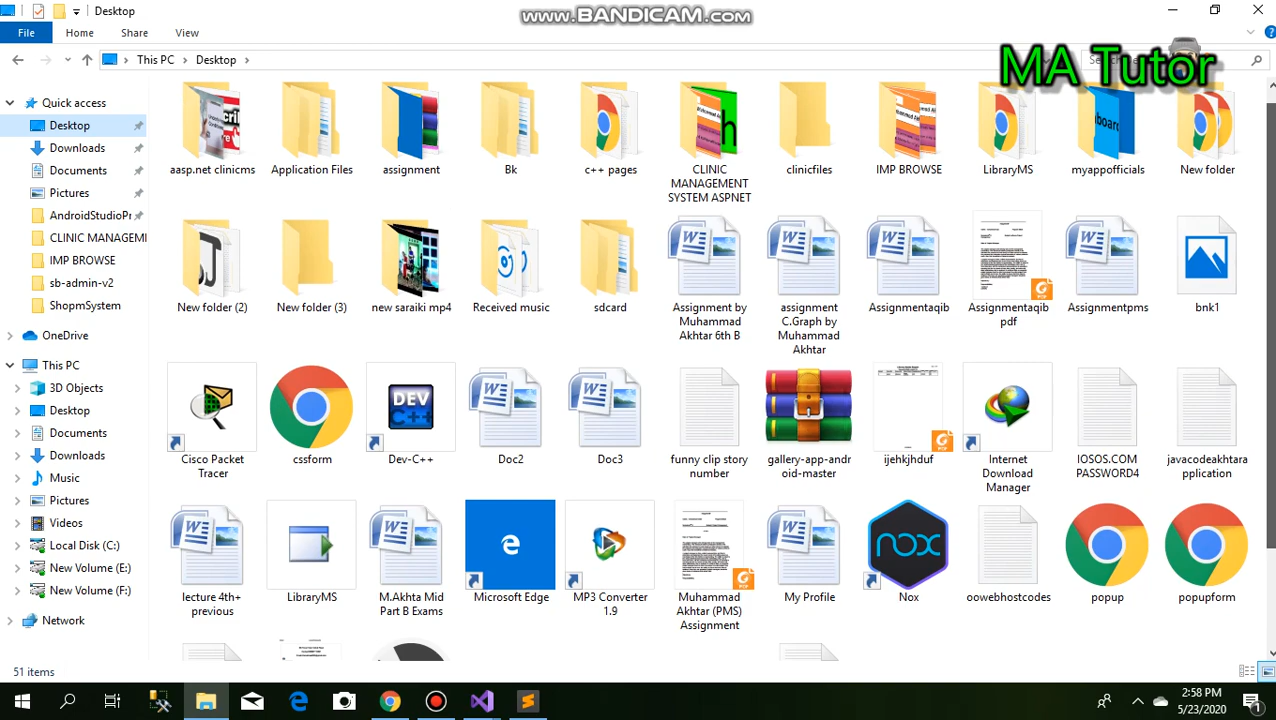 Desktop
www.BANDICAM.com
File Home Share View
This PC Desktop
MA Tutor
Quick access
Desktop
Downloads
Documents
Pictures
AndroidStudioPr
CLINIC MANAGEMI
IMP BROWSE
sb-admin-v2
ShopmSystem
OneDrive
This PC
3D Objects
Desktop
Documents
Downloads
Music
Pictures
Videos
Local Disk (C:)
New Volume (E:)
New Volume (F:)
Network
aasp.net clinicms
Application Files
assignment
Bk
c++ pages
CLINIC
MANAGEMENT
SYSTEM ASPNET
clinicfiles
IMP BROWSE
LibraryMS
myappofficials
New folder
New folder (2)
New folder (3)
new saraiki mp4
Received music
sdcard
Assignment by
Muhammad
Akhtar 6th B
assignment
C.Graph by
Muhammad
Akhtar
Assignmentaqib
Assignmentaqib
pdf
Assignmentpms
bnk1
Cisco Packet
Tracer
cssform
DEV
C++
Dev-C++
Doc2
Doc3
funny clip story
number
gallery-app-andr
oid-master
ijehkjhduf
Internet
Download
Manager
IOSOS.COM
PASSWORD4
javacodeakhtara
pplication
lecture 4th+
previous
LibraryMS
M.Akhta Mid
Part B Exams
Microsoft Edge
MP3 Converter
1.9
Muhammad
Akhtar (PMS)
Assignment
My Profile
nox
Nox
oowebhostcodes
popup
popupform
51 items
2:58 PM
5/23/2020